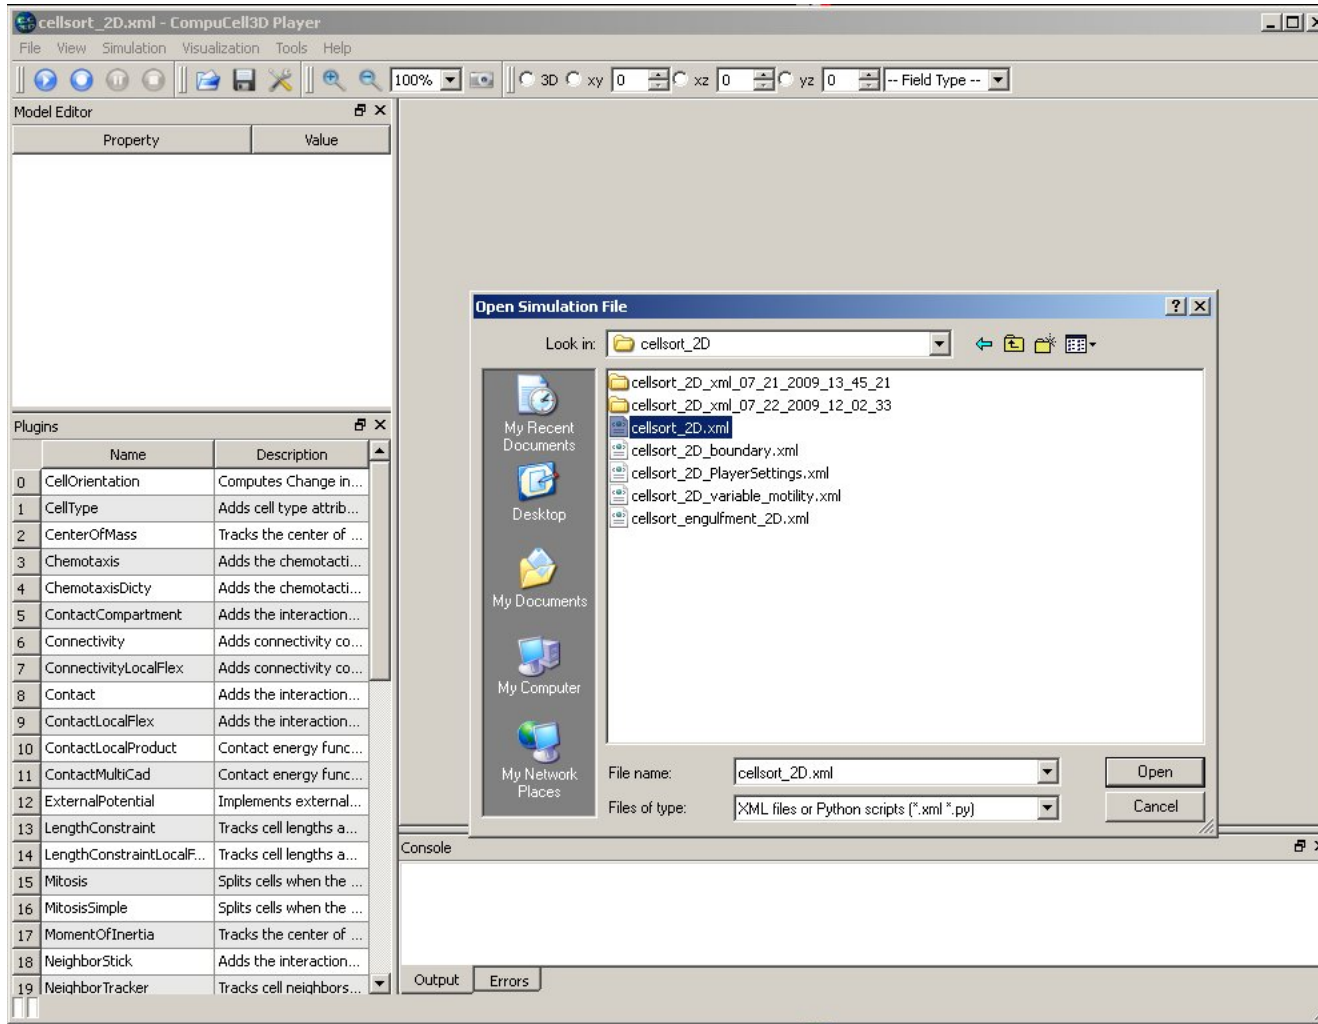 cellsort_2D.xml - CompuCell3D Player
File View Simulation Visualization Tools Help
100% 3D xy 0 xz 0 yz 0 -- Field Type --
Model Editor
Property Value
Plugins
Name Description
0 CellOrientation Computes Change in...
1 CellType Adds cell type attrib...
2 CenterOfMass Tracks the center of ...
3 Chemotaxis Adds the chemotacti...
4 ChemotaxisDicty Adds the chemotacti...
5 ContactCompartment Adds the interaction...
6 Connectivity Adds connectivity co...
7 ConnectivityLocalFlex Adds connectivity co...
8 Contact Adds the interaction...
9 ContactLocalFlex Adds the interaction...
10 ContactLocalProduct Contact energy func...
11 ContactMultiCad Contact energy func...
12 ExternalPotential Implements external...
13 LengthConstraint Tracks cell lengths a...
14 LengthConstraintLocalF... Tracks cell lengths a...
15 Mitosis Splits cells when the ...
16 MitosisSimple Splits cells when the ...
17 MomentOfInertia Tracks the center of ...
18 NeighborStick Adds the interaction...
19 NeighborTracker Tracks cell neighbors...
Open Simulation File
Look in: cellsort_2D
My Recent
Documents
Desktop
My Documents
My Computer
My Network
Places
cellsort_2D_xml_07_21_2009_13_45_21
cellsort_2D_xml_07_22_2009_12_02_33
cellsort_2D.xml
cellsort_2D_boundary.xml
cellsort_2D_PlayerSettings.xml
cellsort_2D_variable_motility.xml
cellsort_engulfment_2D.xml
File name: cellsort_2D.xml Open
Files of type: XML files or Python scripts (*.xml *.py) Cancel
Console
Output Errors